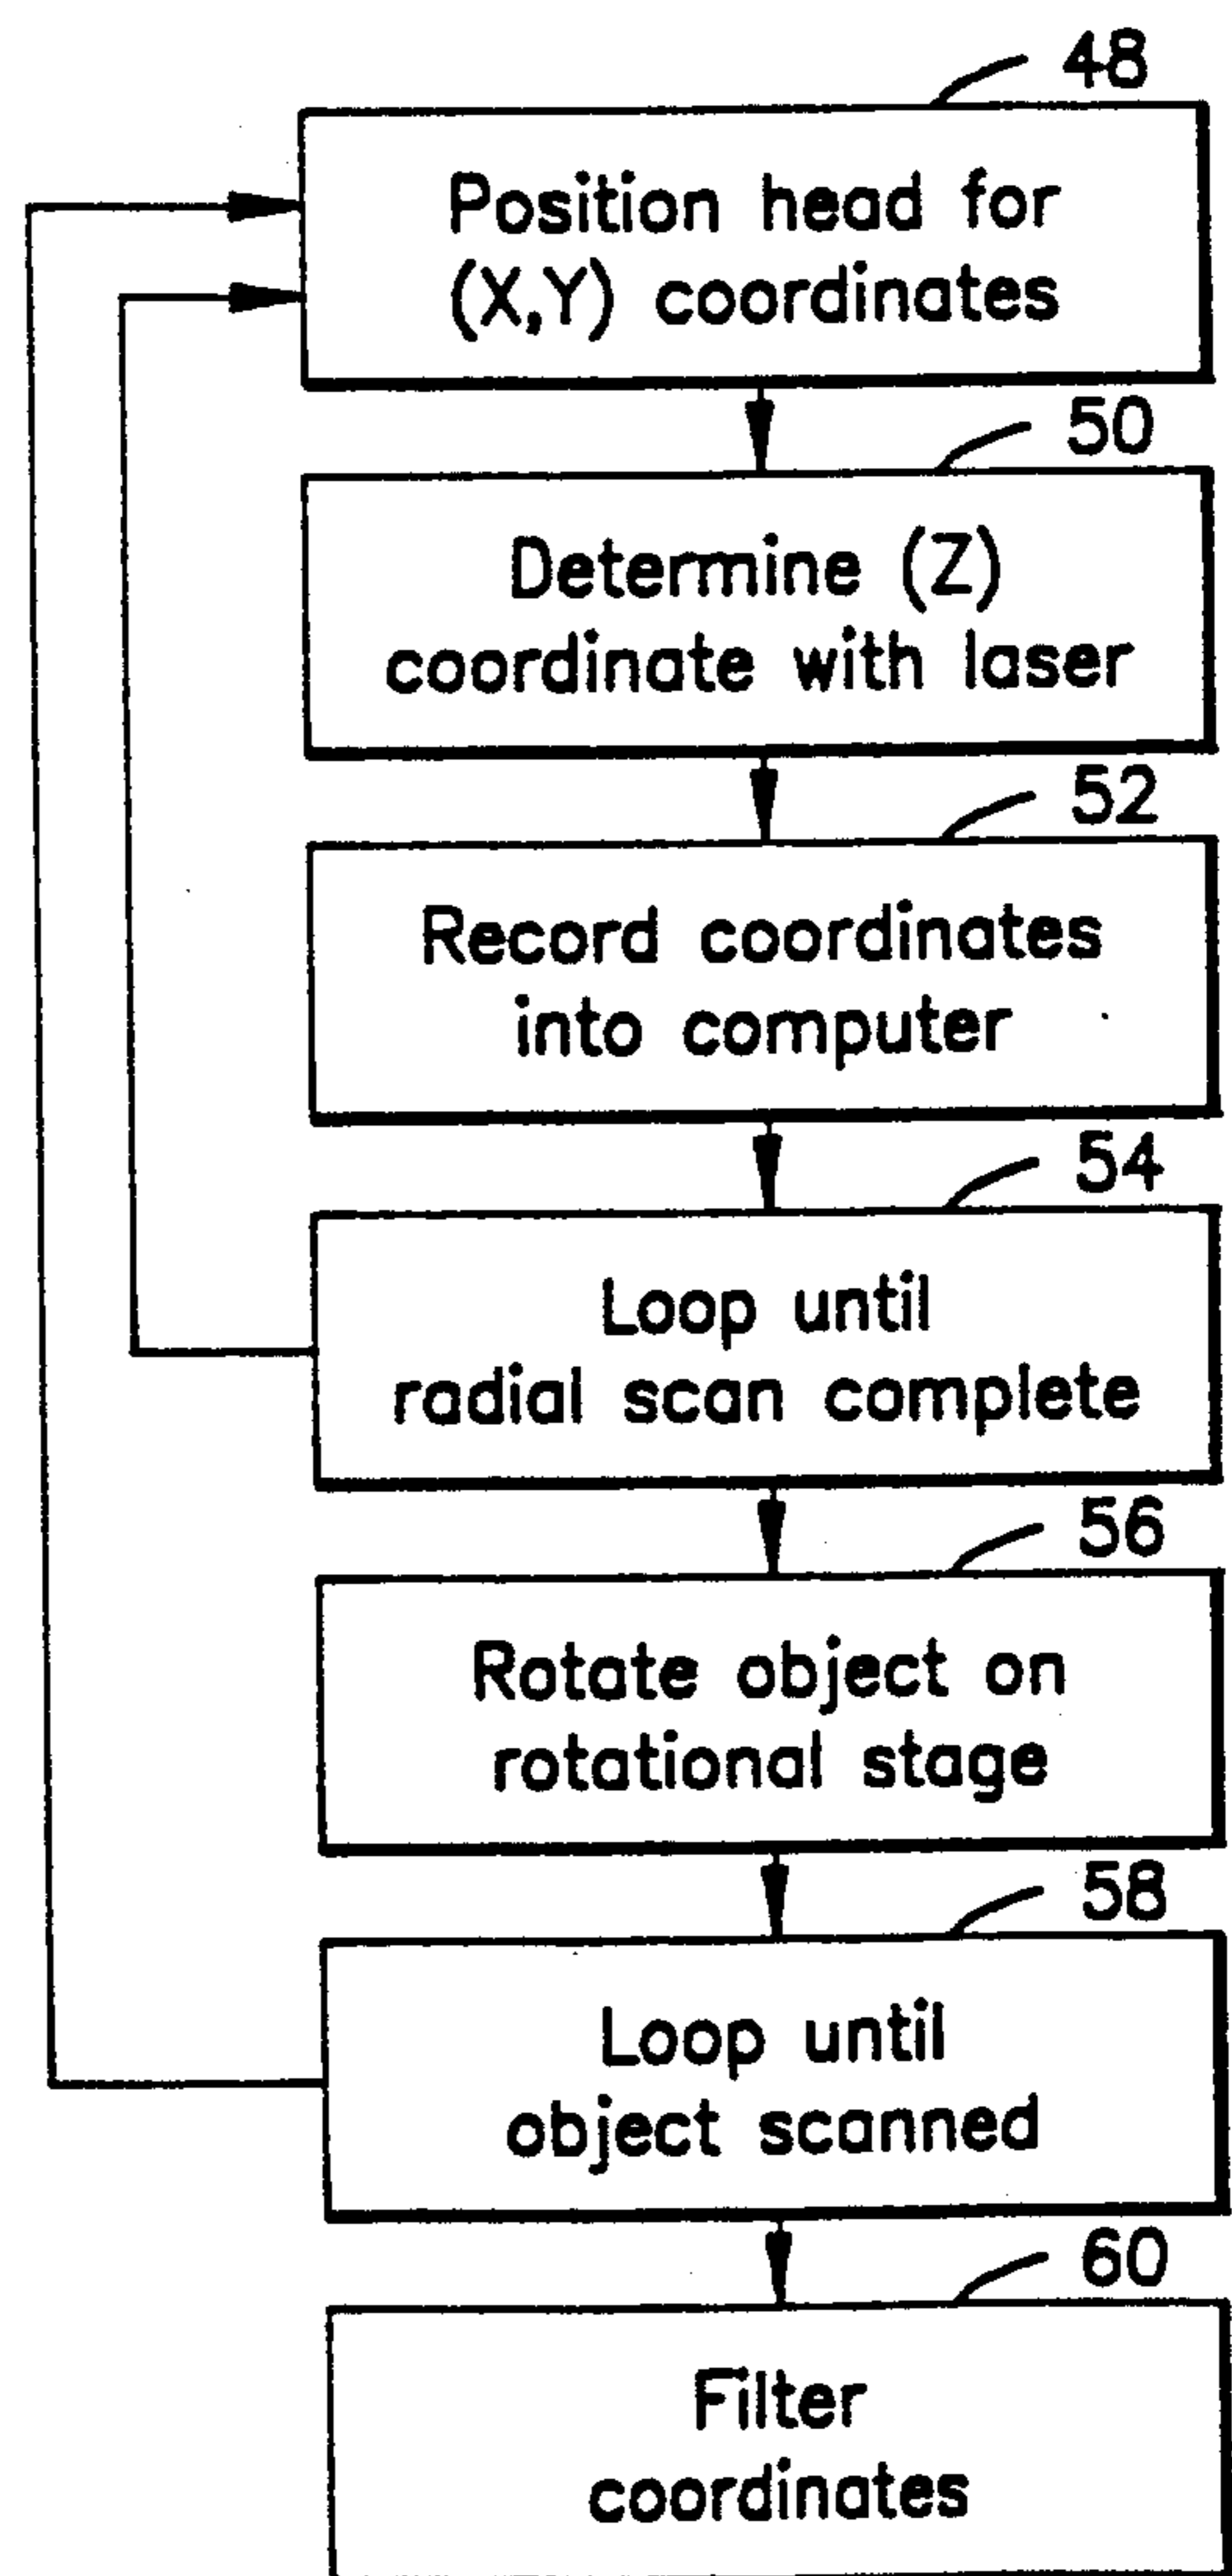 48
Position head for
(X,Y) coordinates
50
Determine (Z)
coordinate with laser
52
Record coordinates
into computer
54
Loop until
radial scan complete
56
Rotate object on
rotational stage
58
Loop until
object scanned
60
Filter
coordinates